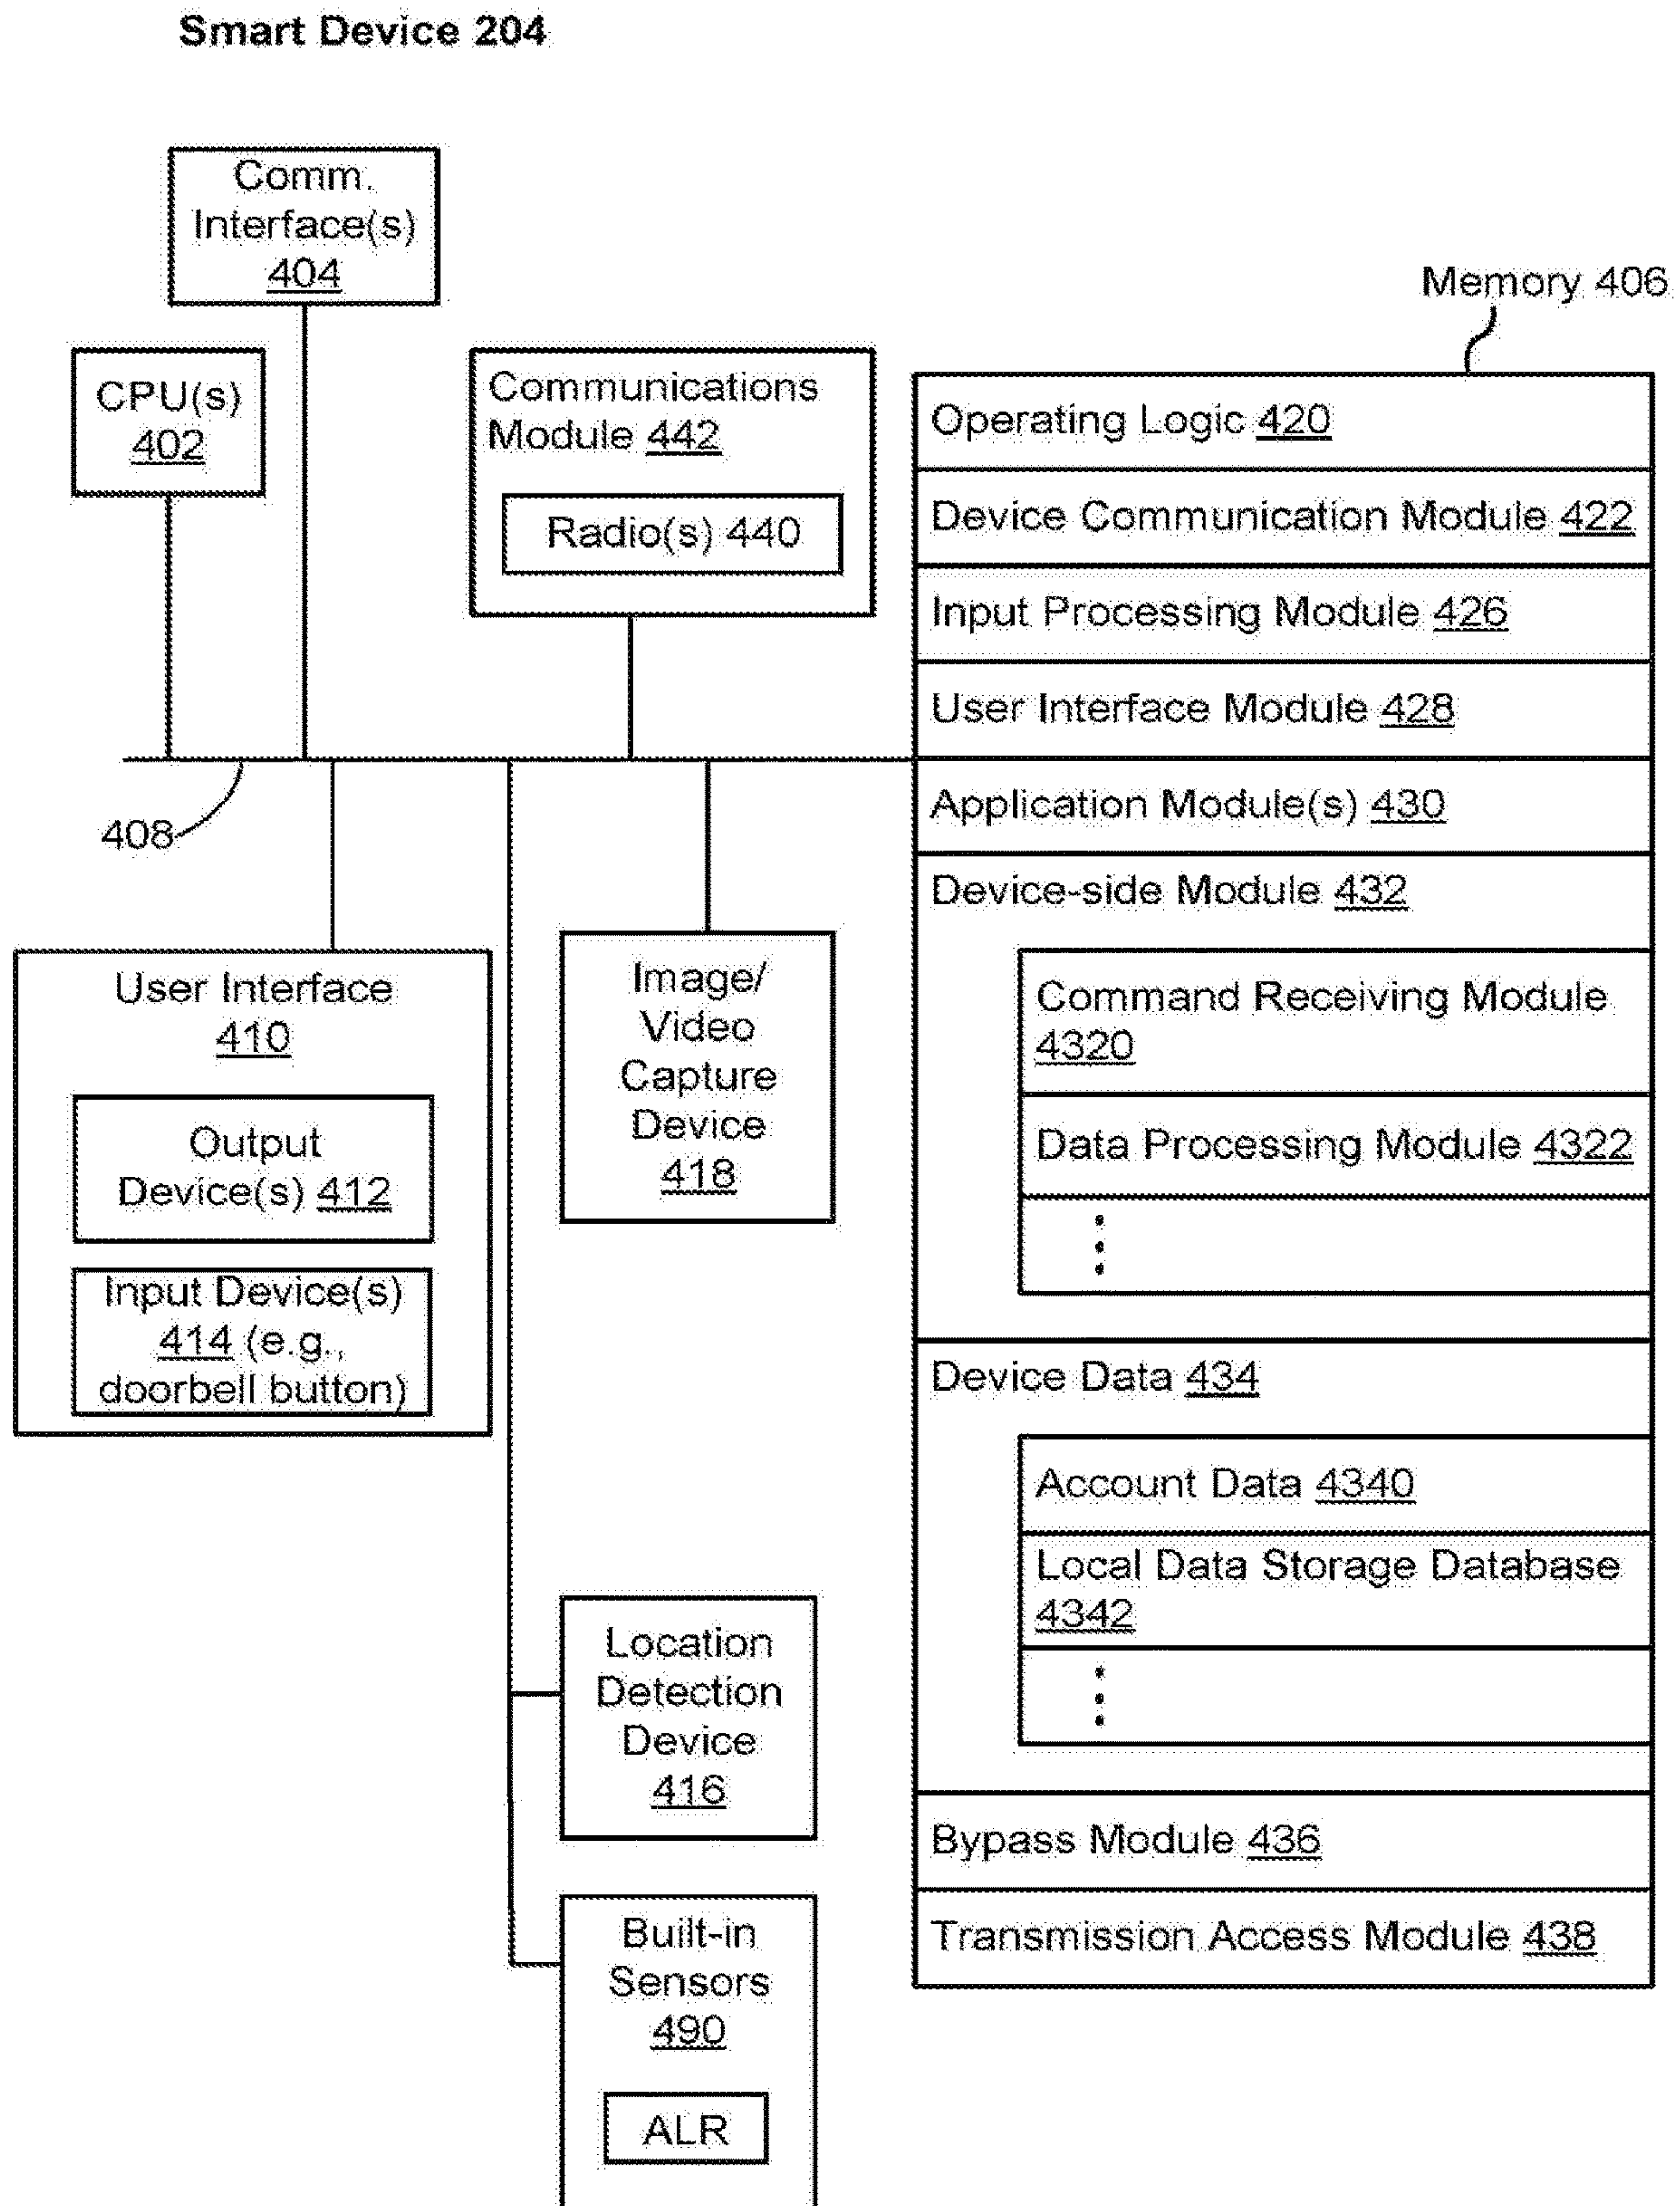 Smart Device 204
Comm.
Interface(s)
404
Memory 406
CPU(s)
402
Communications
Module 442
Radio(s) 440
Operating Logic 420
Device Communication Module 422
Input Processing Module 426
User Interface Module 428
408
Application Module(s) 430
Device-side Module 432
Command Receiving Module
4320
Data Processing Module 4322
User Interface
410
Output
Device(s) 412
Input Device(s)
414 (e.g.,
doorbell button)
Image/
Video
Capture
Device
418
Device Data 434
Account Data 4340
Local Data Storage Database
4342
Location
Detection
Device
416
Bypass Module 436
Transmission Access Module 438
Built-in
Sensors
490
ALR